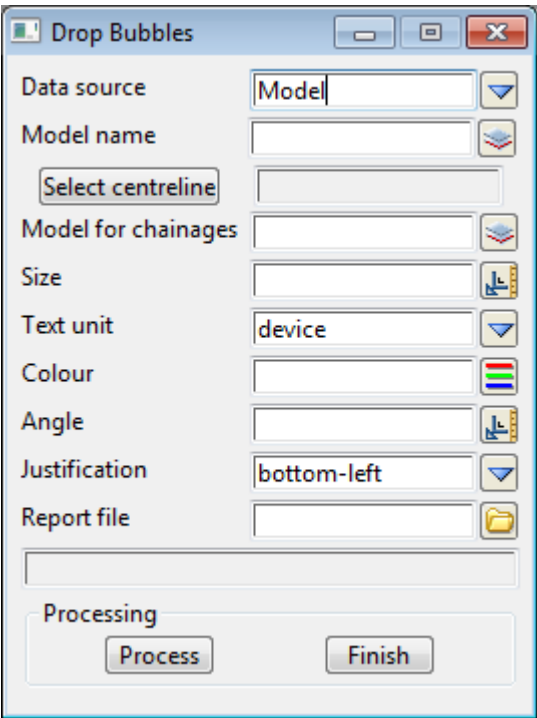 Drop Bubbles
Data source Model
Model name
Select centreline
Model for chainages
Size
Text unit device
Colour
Angle
Justification bottom-left
Report file
Processing
Process Finish